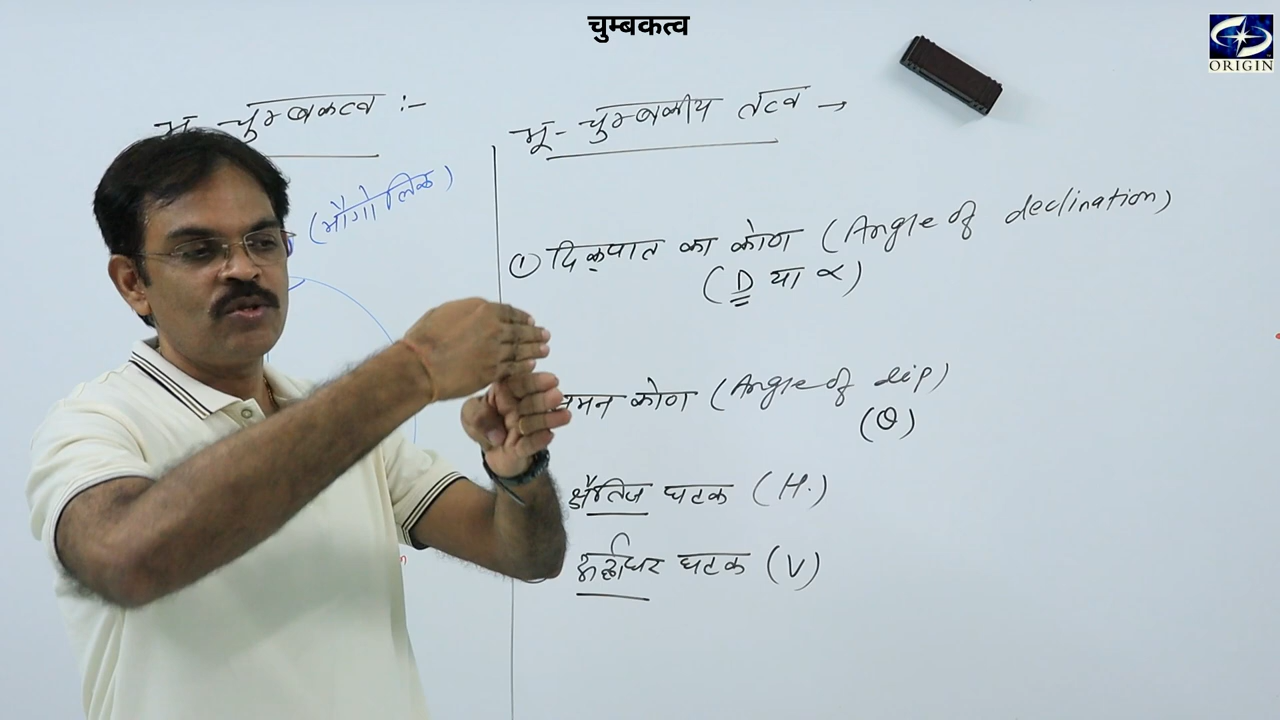 चुम्बकत्व
ORIGIN
भू-चुम्बकत्व :-
(भौगोलिक)
भू-चुम्बकीय तत्व →
① दिक्पात का कोण (Angle of declination)
(D या α)
नमन कोण (Angle of dip)
(θ)
क्षैतिज घटक (H.)
ऊर्ध्वाधर घटक (V)